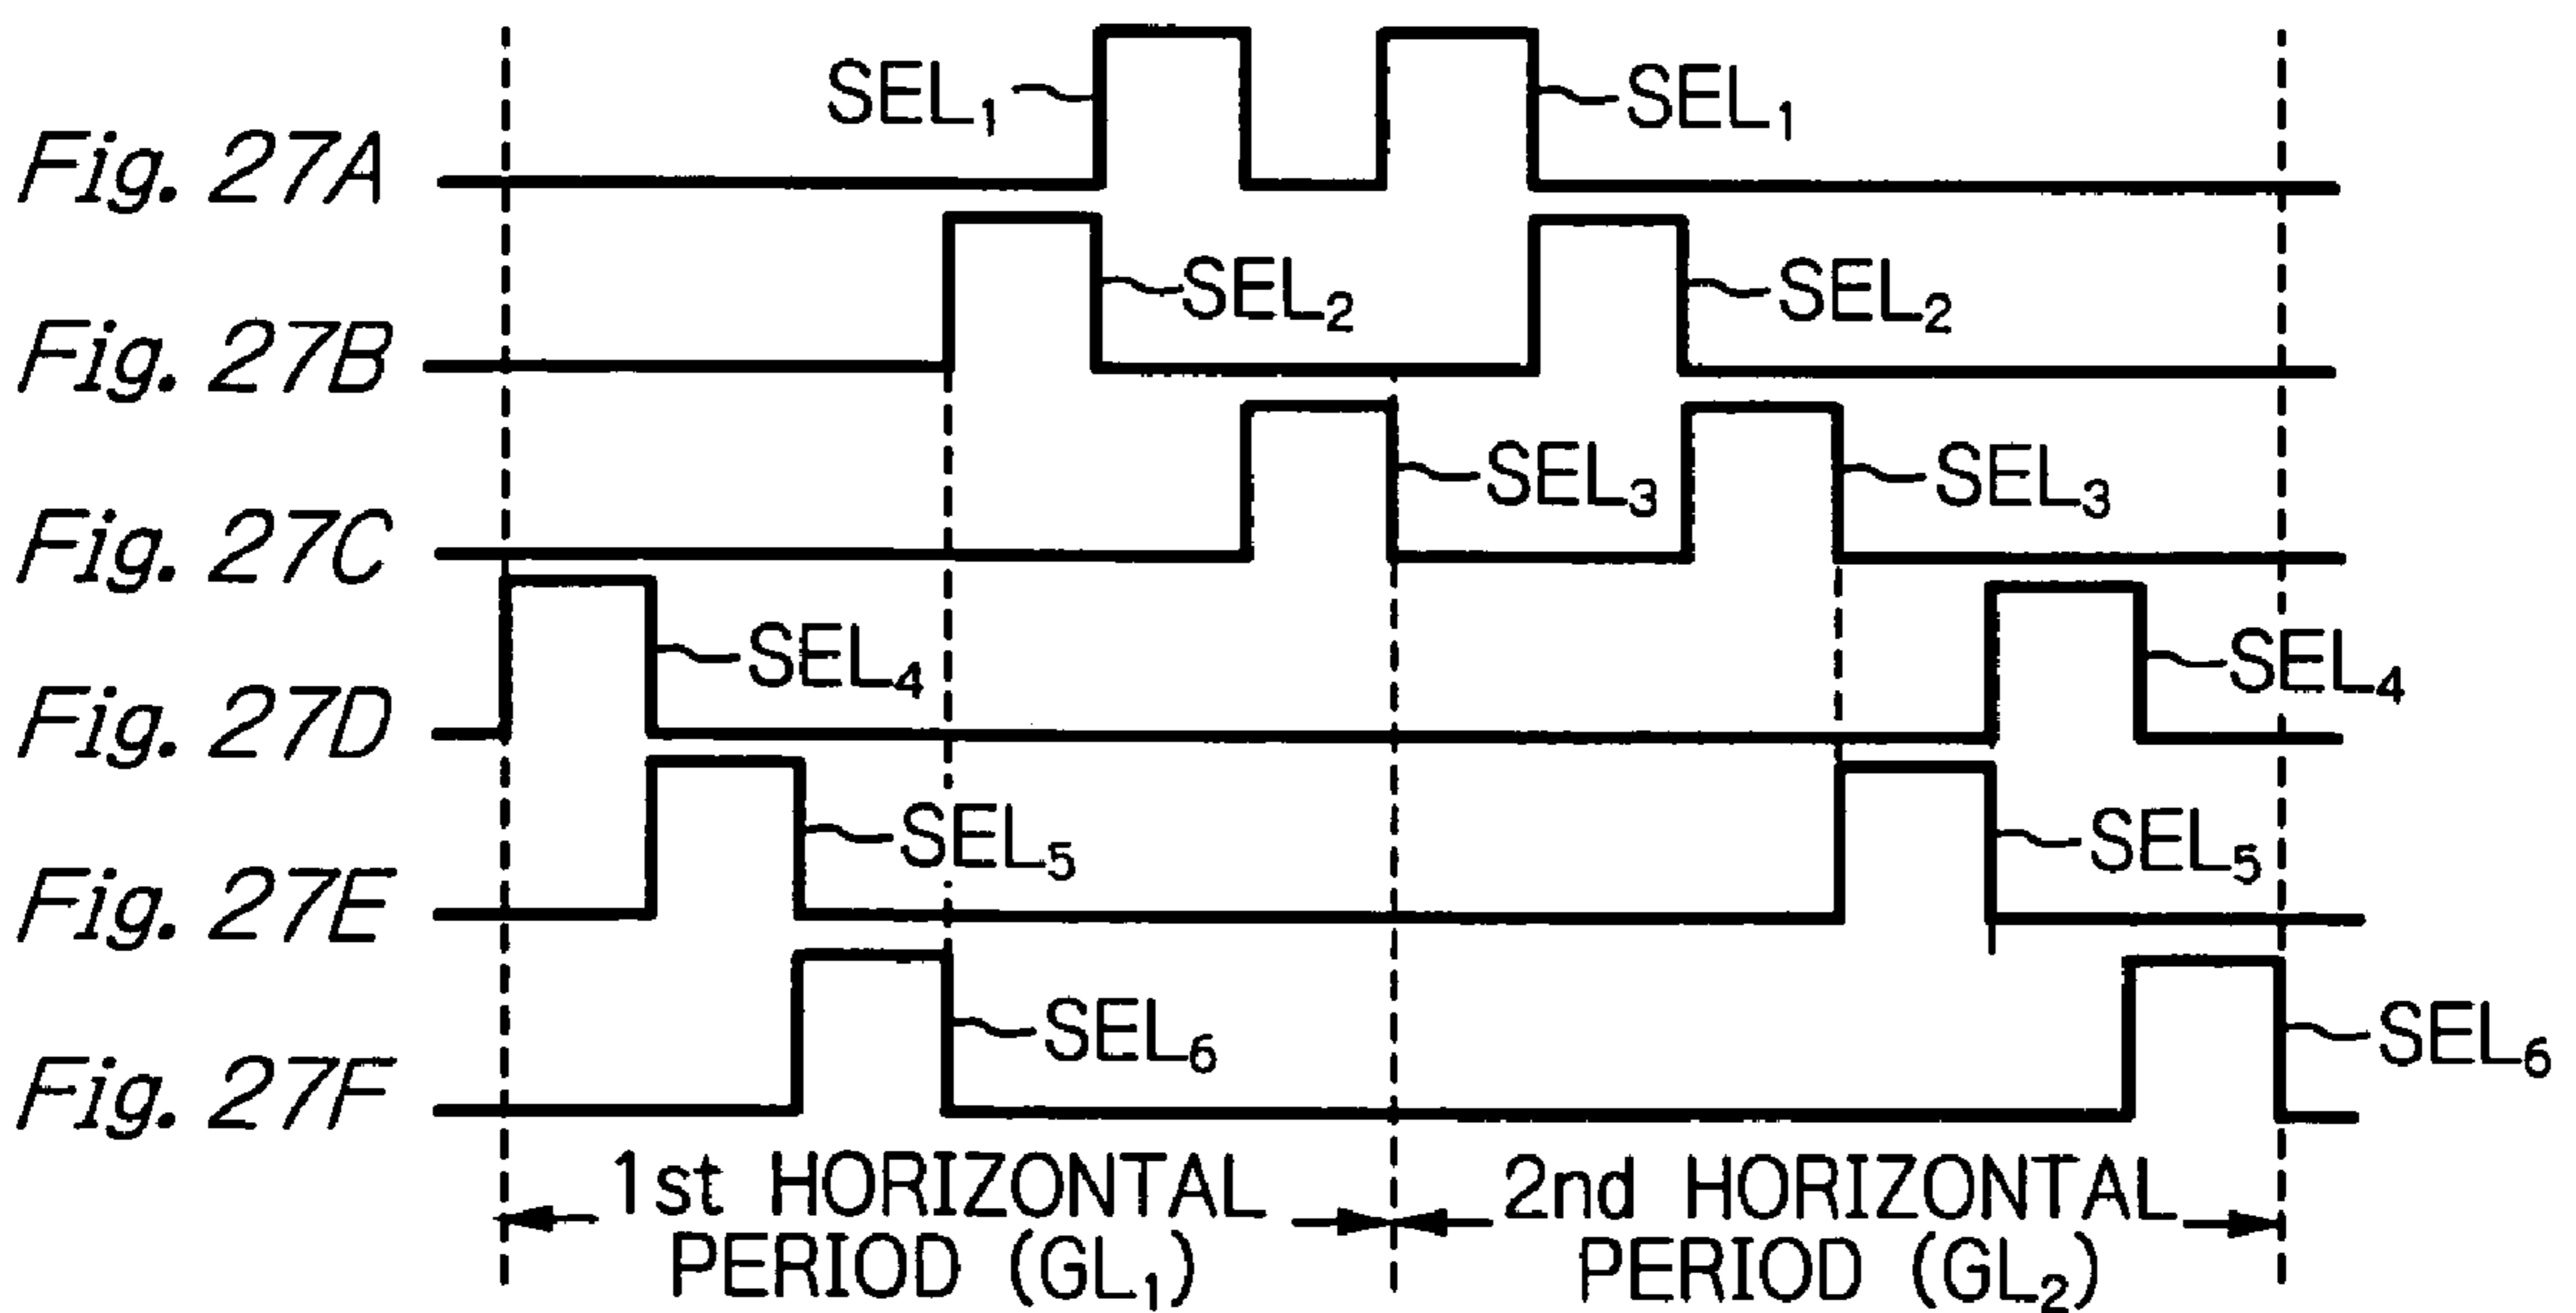 Fig. 27A SEL₁ SEL₁
Fig. 27B SEL₂ SEL₂
Fig. 27C SEL₃ SEL₃
Fig. 27D SEL₄ SEL₄
Fig. 27E SEL₅ SEL₅
Fig. 27F SEL₆ SEL₆
1st HORIZONTAL PERIOD (GL₁)
2nd HORIZONTAL PERIOD (GL₂)